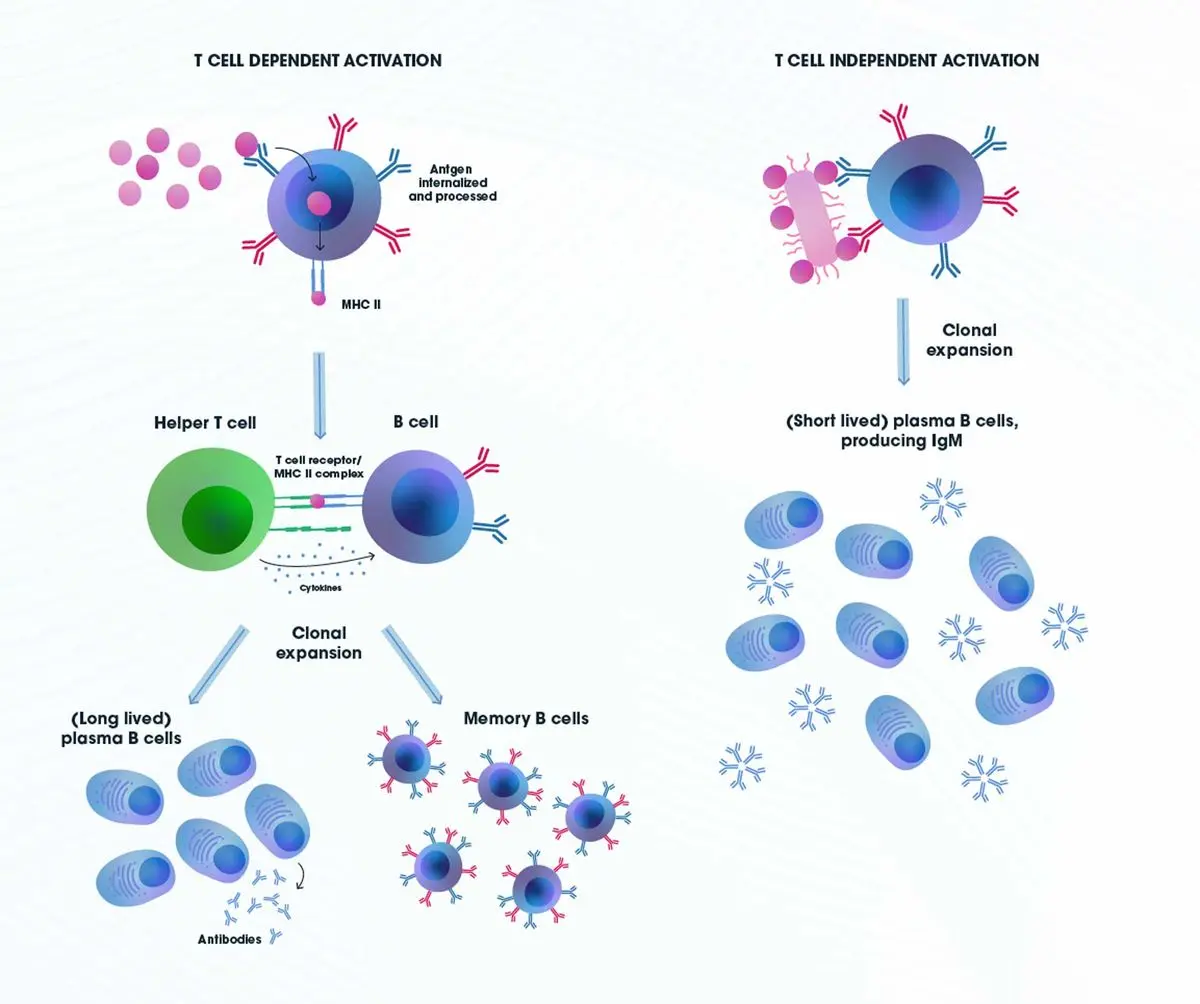 T CELL DEPENDENT ACTIVATION
Antgen
internalized
and processed
MHC II
Helper T cell
B cell
T cell receptor/
MHC II complex
Cytokines
Clonal
expansion
(Long lived)
plasma B cells
Memory B cells
Antibodies
T CELL INDEPENDENT ACTIVATION
Clonal
expansion
(Short lived) plasma B cells,
producing IgM